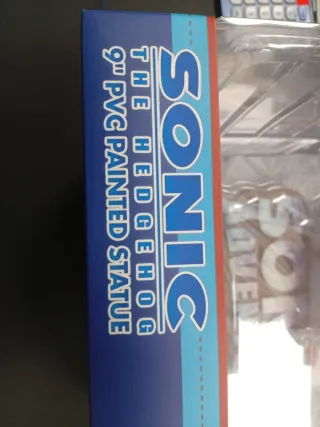 SONIC
THE HEDGEHOG
9" PVC PAINTED STATUE